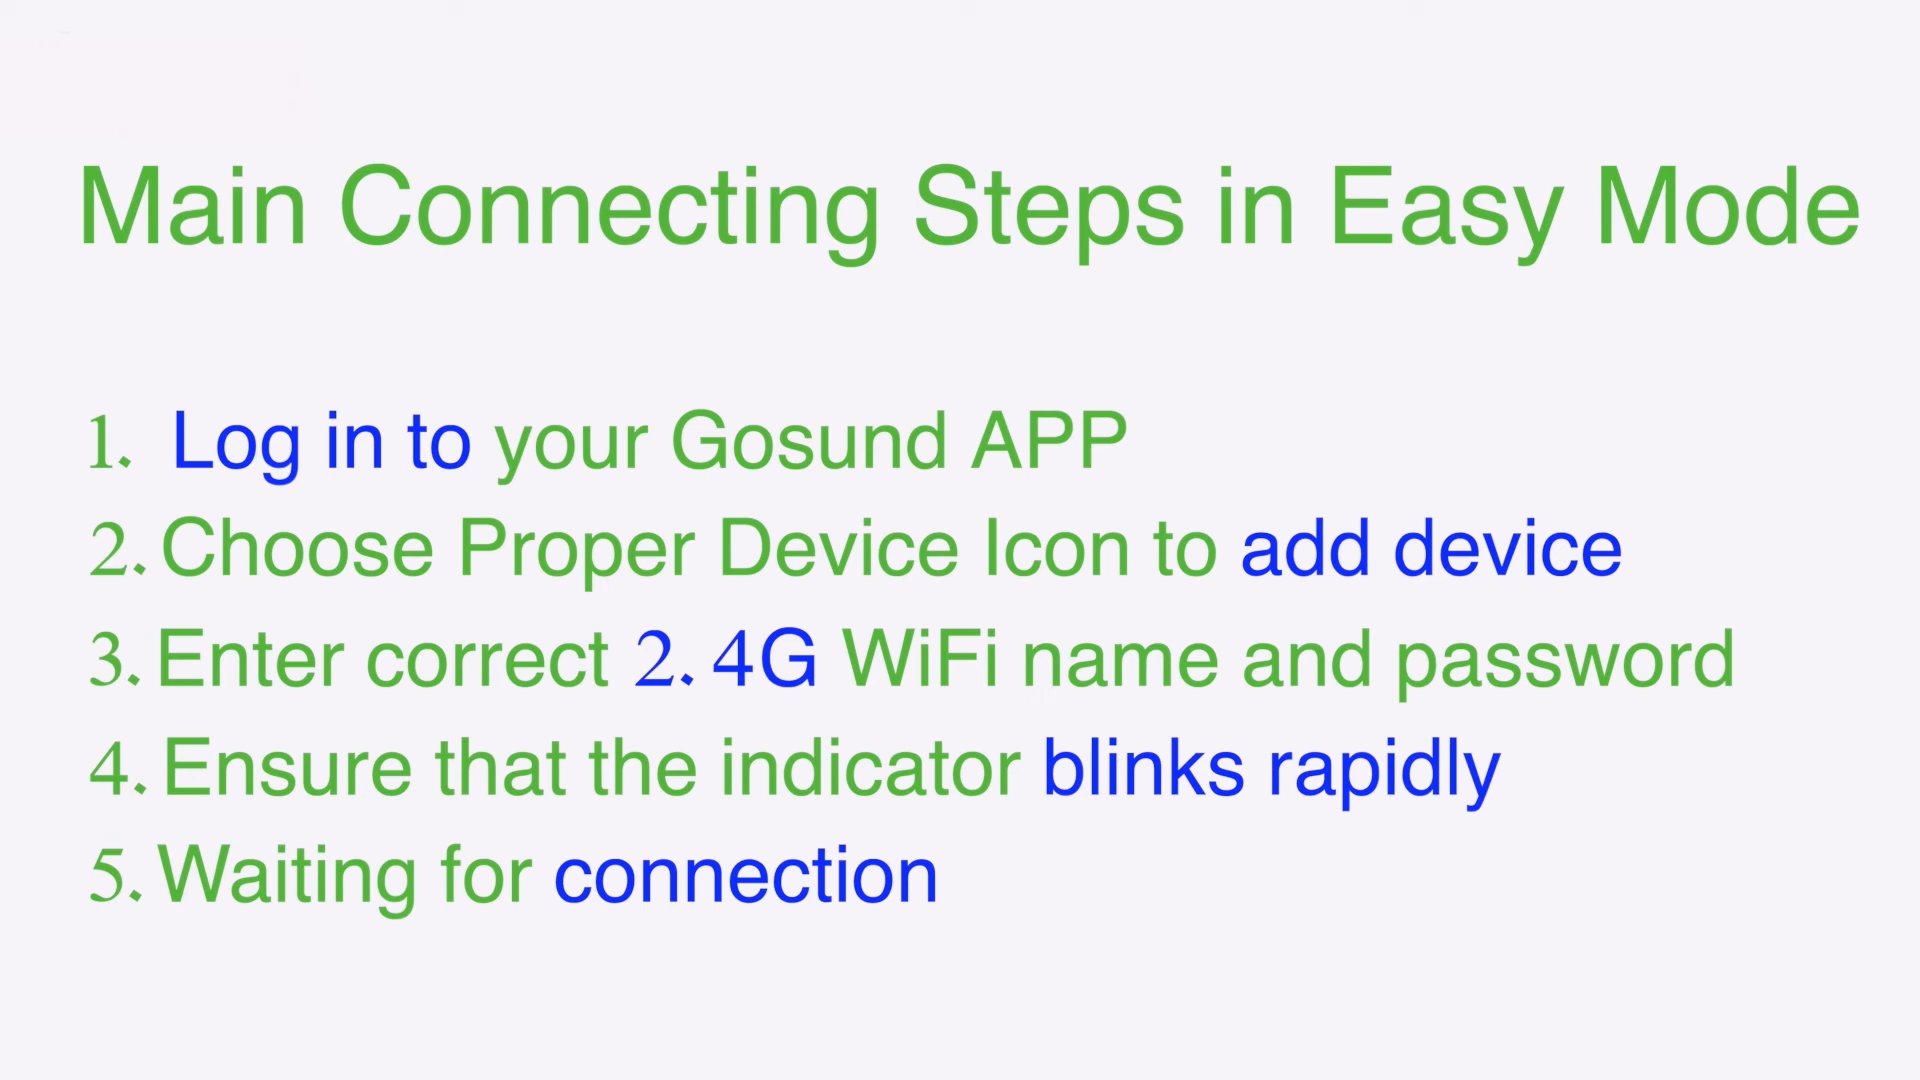 Main Connecting Steps in Easy Mode
1. Log in to your Gosund APP
2. Choose Proper Device Icon to add device
3. Enter correct 2.4G WiFi name and password
4. Ensure that the indicator blinks rapidly
5. Waiting for connection